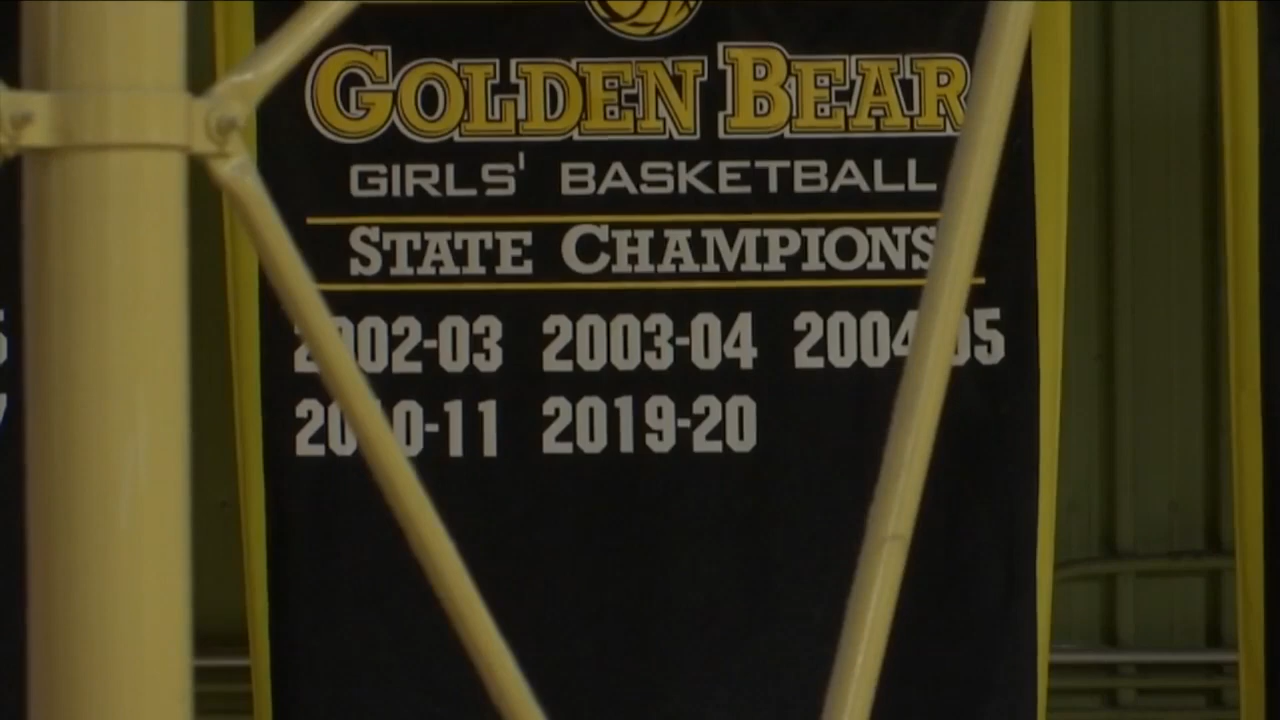 GOLDEN BEAR
GIRLS' BASKETBALL
STATE CHAMPIONS
2002-03 2003-04 2004-05
2010-11 2019-20